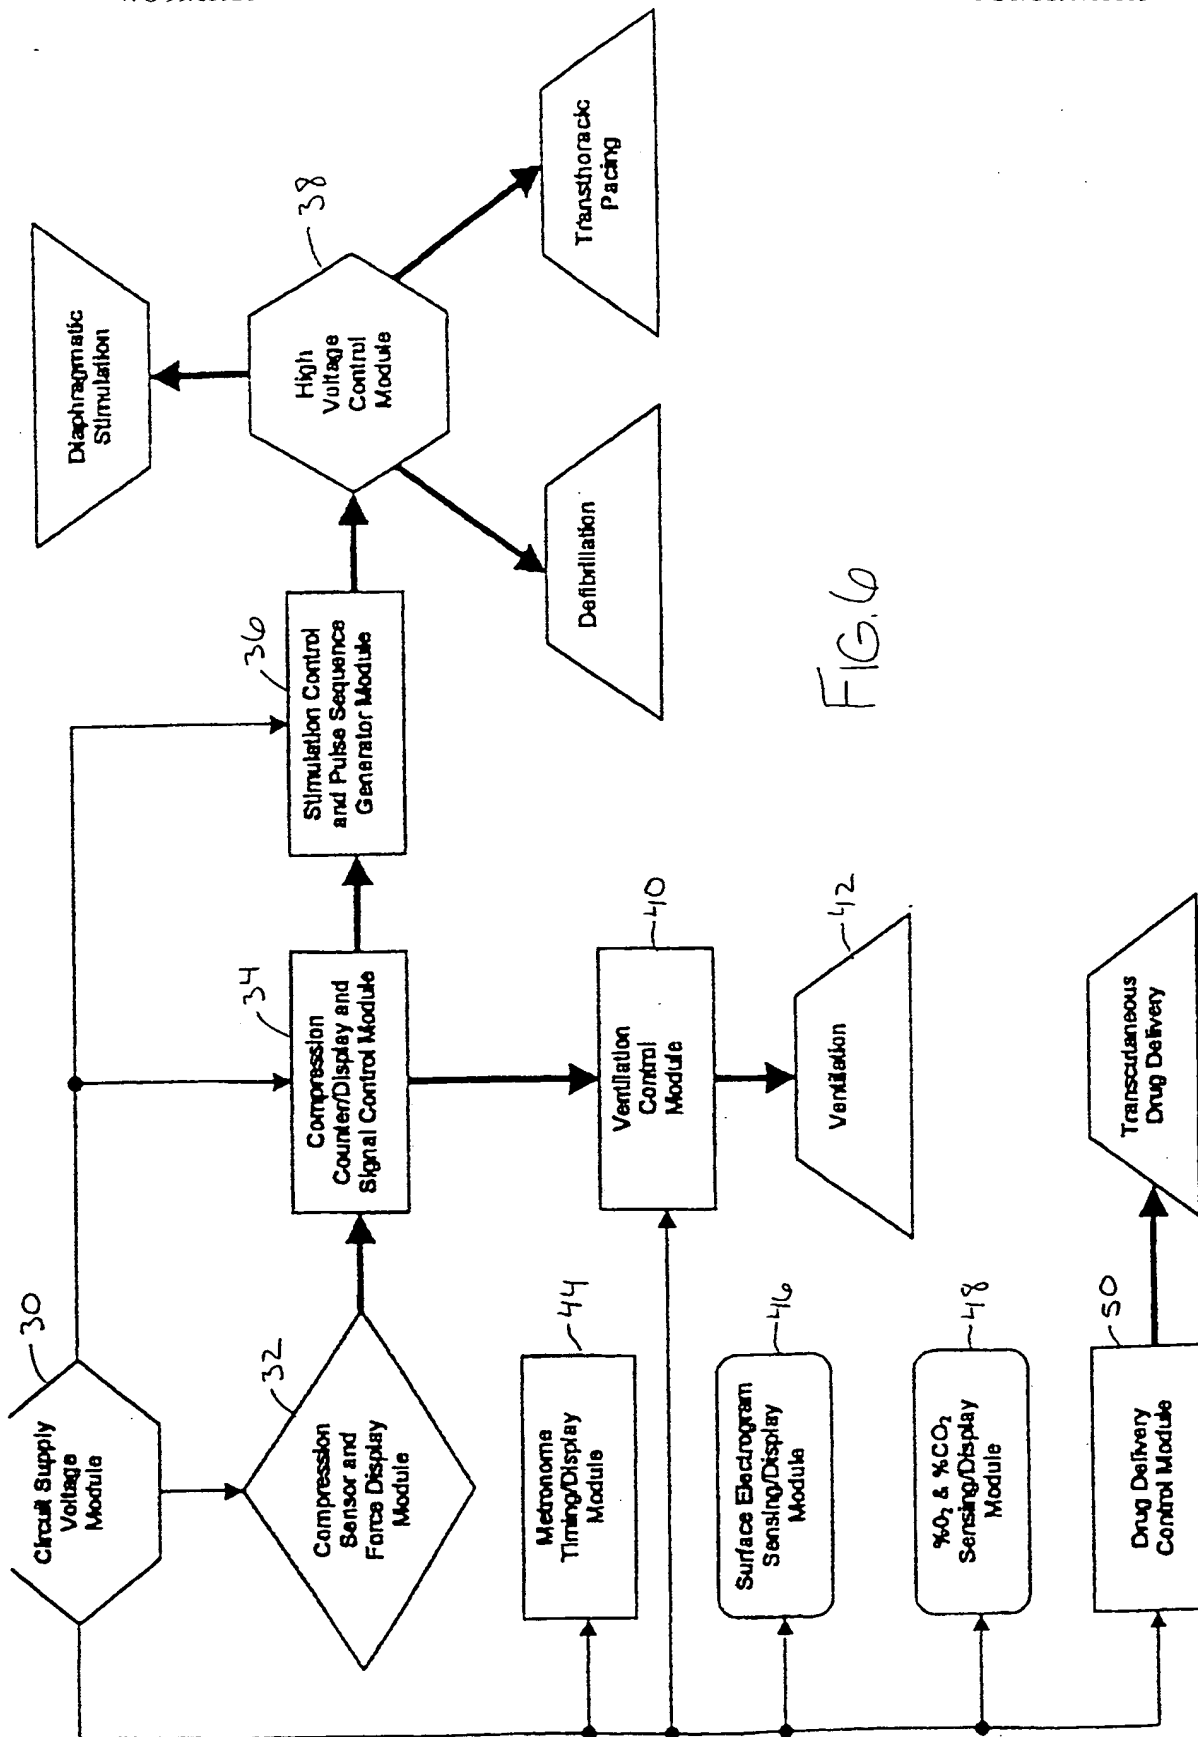 Circuit Supply
Voltage
Module
30
Compression
Sensor and
Force Display
Module
32
Compression
Counter/Display and
Signal Control Module
34
Stimulation Control
and Pulse Sequence
Generator Module
36
High
Voltage
Control
Module
38
Diaphragmatic
Stimulation
Defibrillation
Transthoracic
Pacing
Metronome
Timing/Display
Module
44
Ventilation
Control
Module
40
Surface Electrogram
Sensing/Display
Module
46
Ventilation
42
%O₂ & %CO₂
Sensing/Display
Module
48
Drug Delivery
Control Module
50
Transcutaneous
Drug Delivery
FIG. 6